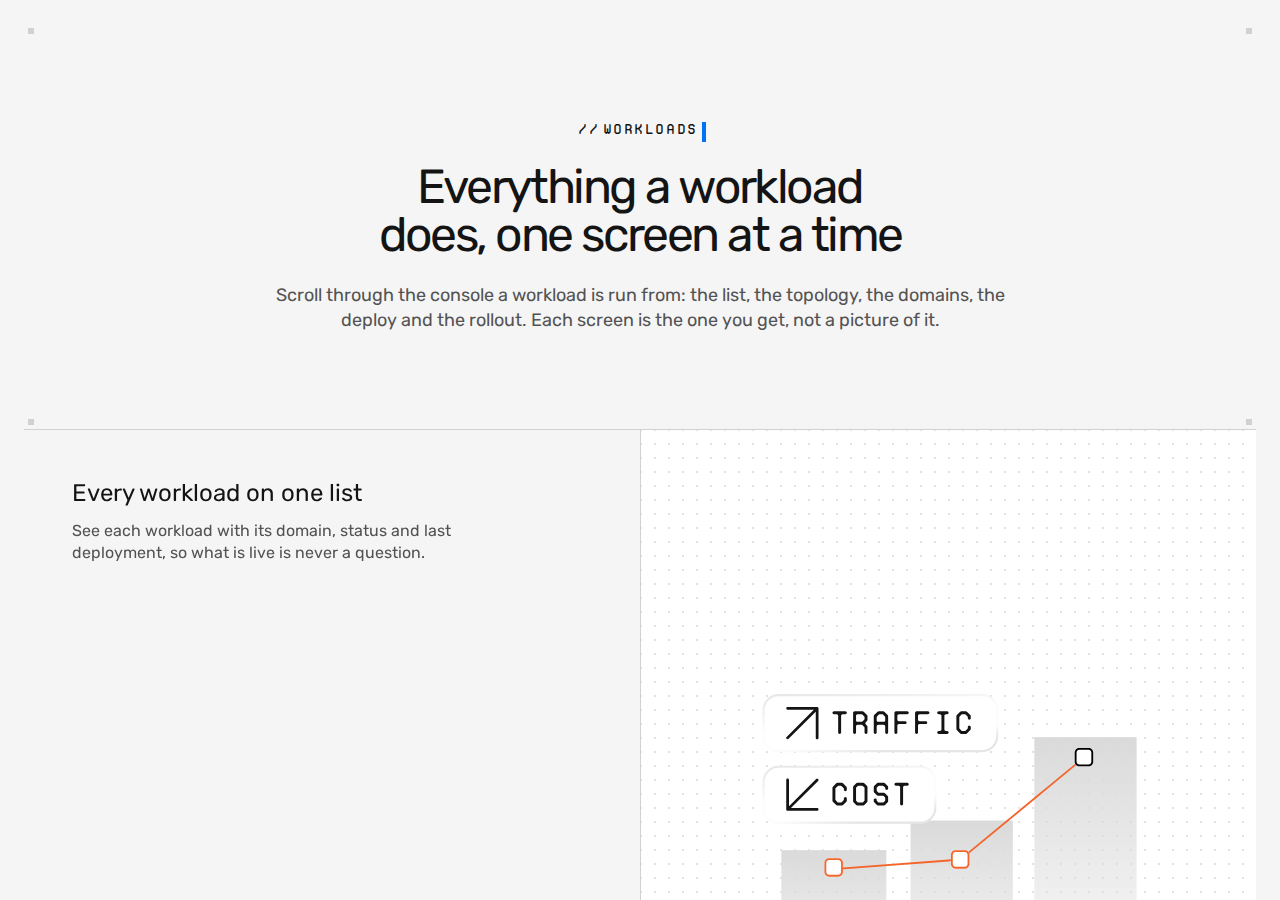 // WORKLOADS
Everything a workload
does, one screen at a time
Scroll through the console a workload is run from: the list, the topology, the domains, the
deploy and the rollout. Each screen is the one you get, not a picture of it.
Every workload on one list
See each workload with its domain, status and last
deployment, so what is live is never a question.
TRAFFIC
COST